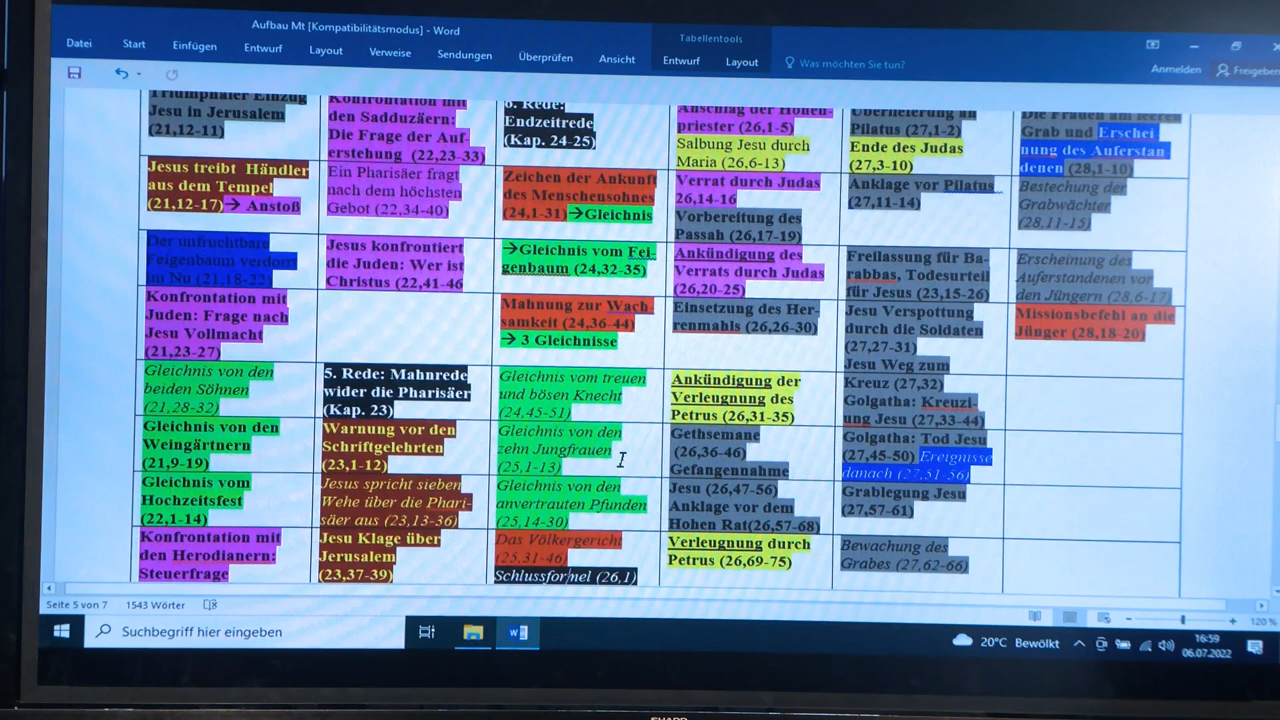 Aufbau Mt [Kompatibilitätsmodus] - Word
Tabellentools
Datei Start Einfügen Entwurf Layout Verweise Sendungen Überprüfen Ansicht Entwurf Layout Was möchten Sie tun? Anmelden Freigeben
Triumphaler Einzug
Jesu in Jerusalem
(21,12-11)
Jesus treibt Händler
aus dem Tempel
(21,12-17)→ Anstoß
Der unfruchtbare
Feigenbaum verdorrt
im Nu (21,18-22)
Konfrontation mit
Juden: Frage nach
Jesu Vollmacht
(21,23-27)
Gleichnis von den
beiden Söhnen
(21,28-32)
Gleichnis von den
Weingärtnern
(21,9-19)
Gleichnis vom
Hochzeitsfest
(22,1-14)
Konfrontation mit
den Herodianern:
Steuerfrage
Konfrontation mit
den Sadduzäern:
Die Frage der Auf-
erstehung (22,23-33)
Ein Pharisäer fragt
nach dem höchsten
Gebot (22,34-40)
Jesus konfrontiert
die Juden: Wer ist
Christus (22,41-46
5. Rede: Mahnrede
wider die Pharisäer
(Kap. 23)
Warnung vor den
Schriftgelehrten
(23,1-12)
Jesus spricht sieben
Wehe über die Phari-
säer aus (23,13-36)
Jesu Klage über
Jerusalem
(23,37-39)
6. Rede:
Endzeitrede
(Kap. 24-25)
Zeichen der Ankunft
des Menschensohnes
(24,1-31)→Gleichnis
→Gleichnis vom Fei-
genbaum (24,32-35)
Mahnung zur Wach-
samkeit (24,36-44)
→ 3 Gleichnisse
Gleichnis vom treuen
und bösen Knecht
(24,45-51)
Gleichnis von den
zehn Jungfrauen
(25,1-13)
Gleichnis von den
anvertrauten Pfunden
(25,14-30)
Das Völkergericht
(25,31-46)
Schlussformel (26,1)
Anschlag der Hohen-
priester (26,1-5)
Salbung Jesu durch
Maria (26,6-13)
Verrat durch Judas
26,14-16
Vorbereitung des
Passah (26,17-19)
Ankündigung des
Verrats durch Judas
(26,20-25)
Einsetzung des Her-
renmahls (26,26-30)
Ankündigung der
Verleugnung des
Petrus (26,31-35)
Gethsemane
(26,36-46)
Gefangennahme
Jesu (26,47-56)
Anklage vor dem
Hohen Rat(26,57-68)
Verleugnung durch
Petrus (26,69-75)
Überlieferung an
Pilatus (27,1-2)
Ende des Judas
(27,3-10)
Anklage vor Pilatus
(27,11-14)
Freilassung für Ba-
rabbas, Todesurteil
für Jesus (23,15-26)
Jesu Verspottung
durch die Soldaten
(27,27-31)
Jesu Weg zum
Kreuz (27,32)
Golgatha: Kreuzi-
ung Jesu (27,33-44)
Golgatha: Tod Jesu
(27,45-50) Ereignisse
danach (27,51-56)
Grablegung Jesu
(27,57-61)
Bewachung des
Grabes (27,62-66)
Die Frauen am leeren
Grab und Erschei-
nung des Auferstan-
denen (28,1-10)
Bestechung der
Grabwächter
(28,11-15)
Erscheinung des
Auferstandenen vor
den Jüngern (28,6-17)
Missionsbefehl an die
Jünger (28,18-20)
Seite 5 von 7 1543 Wörter 120 %
Suchbegriff hier eingeben
20°C Bewölkt
16:59
06.07.2022
SHARP